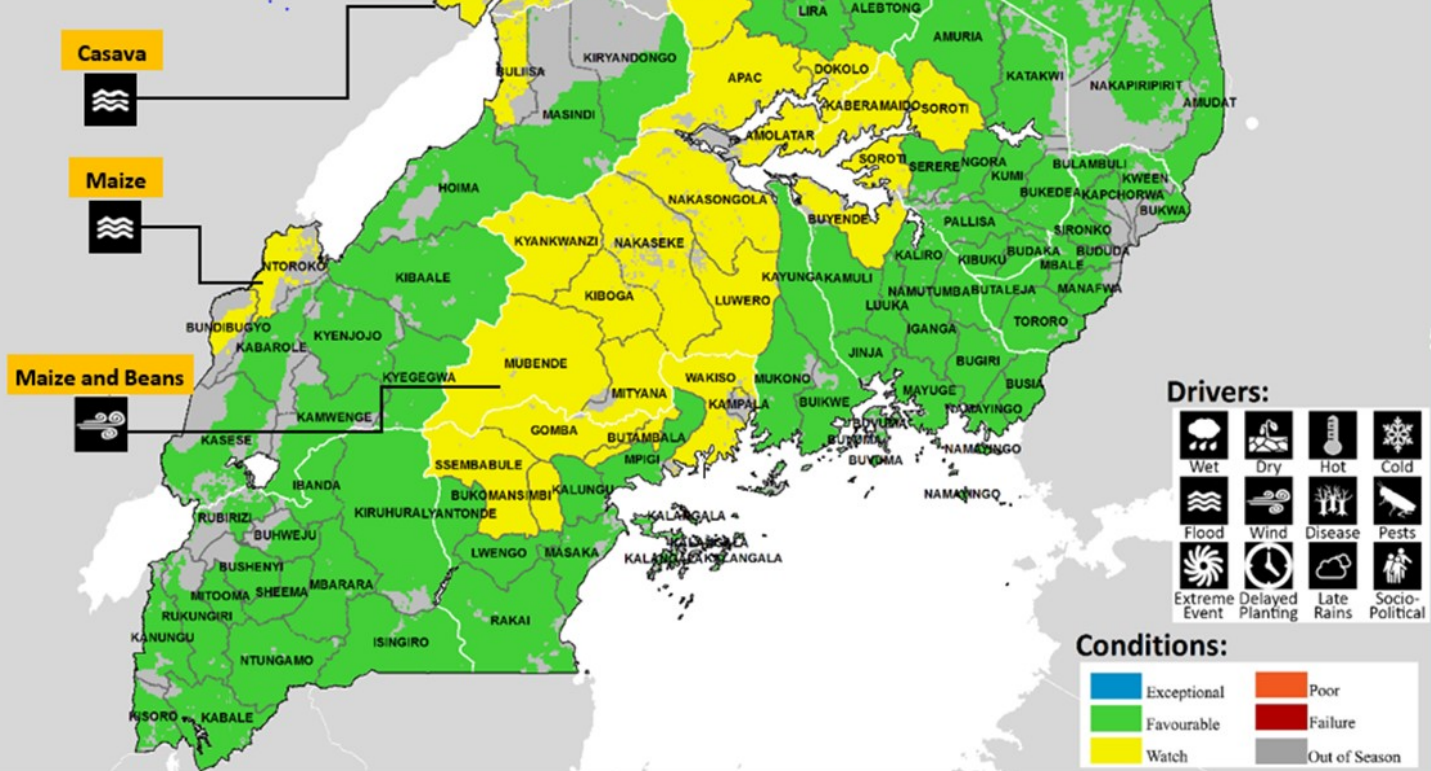 LIRA
ALEBTONG
AMURIA
Casava
BULIISA
KIRYANDONGO
APAC
DOKOLO
KATAKWI
NAKAPIRIPIRIT
AMUDAT
MASINDI
KABERAMAIDO
SOROTI
AMOLATAR
Maize
HOIMA
SOROTI
SERERE
NGORA
KUMI
BULAMBULI
KWEEN
NAKASONGOLA
BUKEDEA
KAPCHORWA
BUKWA
BUYENDE
PALLISA
SIRONKO
KYANKWANZI
NAKASEKE
KALIRO
KIBUKU
BUDAKA
BUDUDA
MBALE
NTOROKO
KIBAALE
KAYUNGA
KAMULI
KIBOGA
LUWERO
LUUKA
NAMUTUMBA
BUTALEJA
MANAFWA
BUNDIBUGYO
KYENJOJO
KABAROLE
IGANGA
TORORO
Maize and Beans
KYEGEGWA
MUBENDE
MITYANA
WAKISO
MUKONO
JINJA
BUGIRI
BUSIA
MAYUGE
KAMWENGE
KAMPALA
BUIKWE
NAMAYINGO
KASESE
GOMBA
BUTAMBALA
BUVUMA
BUVUMA
MPIGI
BUVUMA
NAMAYINGO
IBANDA
SSEMBABULE
BUKOMANSIMBI
KALUNGU
NAMAYINGO
RUBIRIZI
KIRUHURA
LYANTONDE
KALANGALA
BUHWEJU
KALANGALA
LWENGO
MASAKA
KALANGALA
KALANGALA
BUSHENYI
MITOOMA
SHEEMA
MBARARA
RUKUNGIRI
RAKAI
KANUNGU
ISINGIRO
NTUNGAMO
KISORO
KABALE
Drivers:
Wet
Dry
Hot
Cold
Flood
Wind
Disease
Pests
Extreme
Event
Delayed
Planting
Late
Rains
Socio-
Political
Conditions:
Exceptional
Poor
Favourable
Failure
Watch
Out of Season